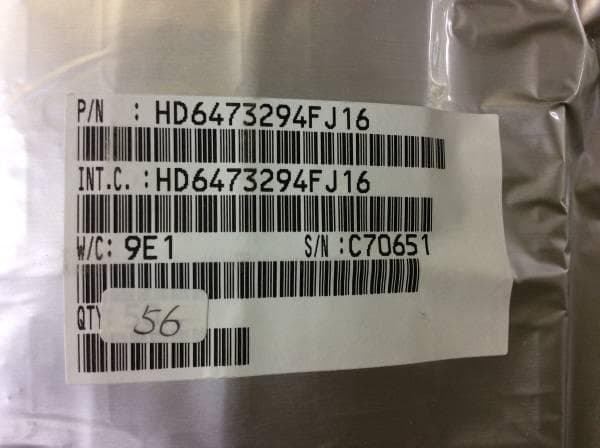 P/N : HD6473294FJ16
INT.C. : HD6473294FJ16
W/C: 9E1 S/N :C70651
QTY 56